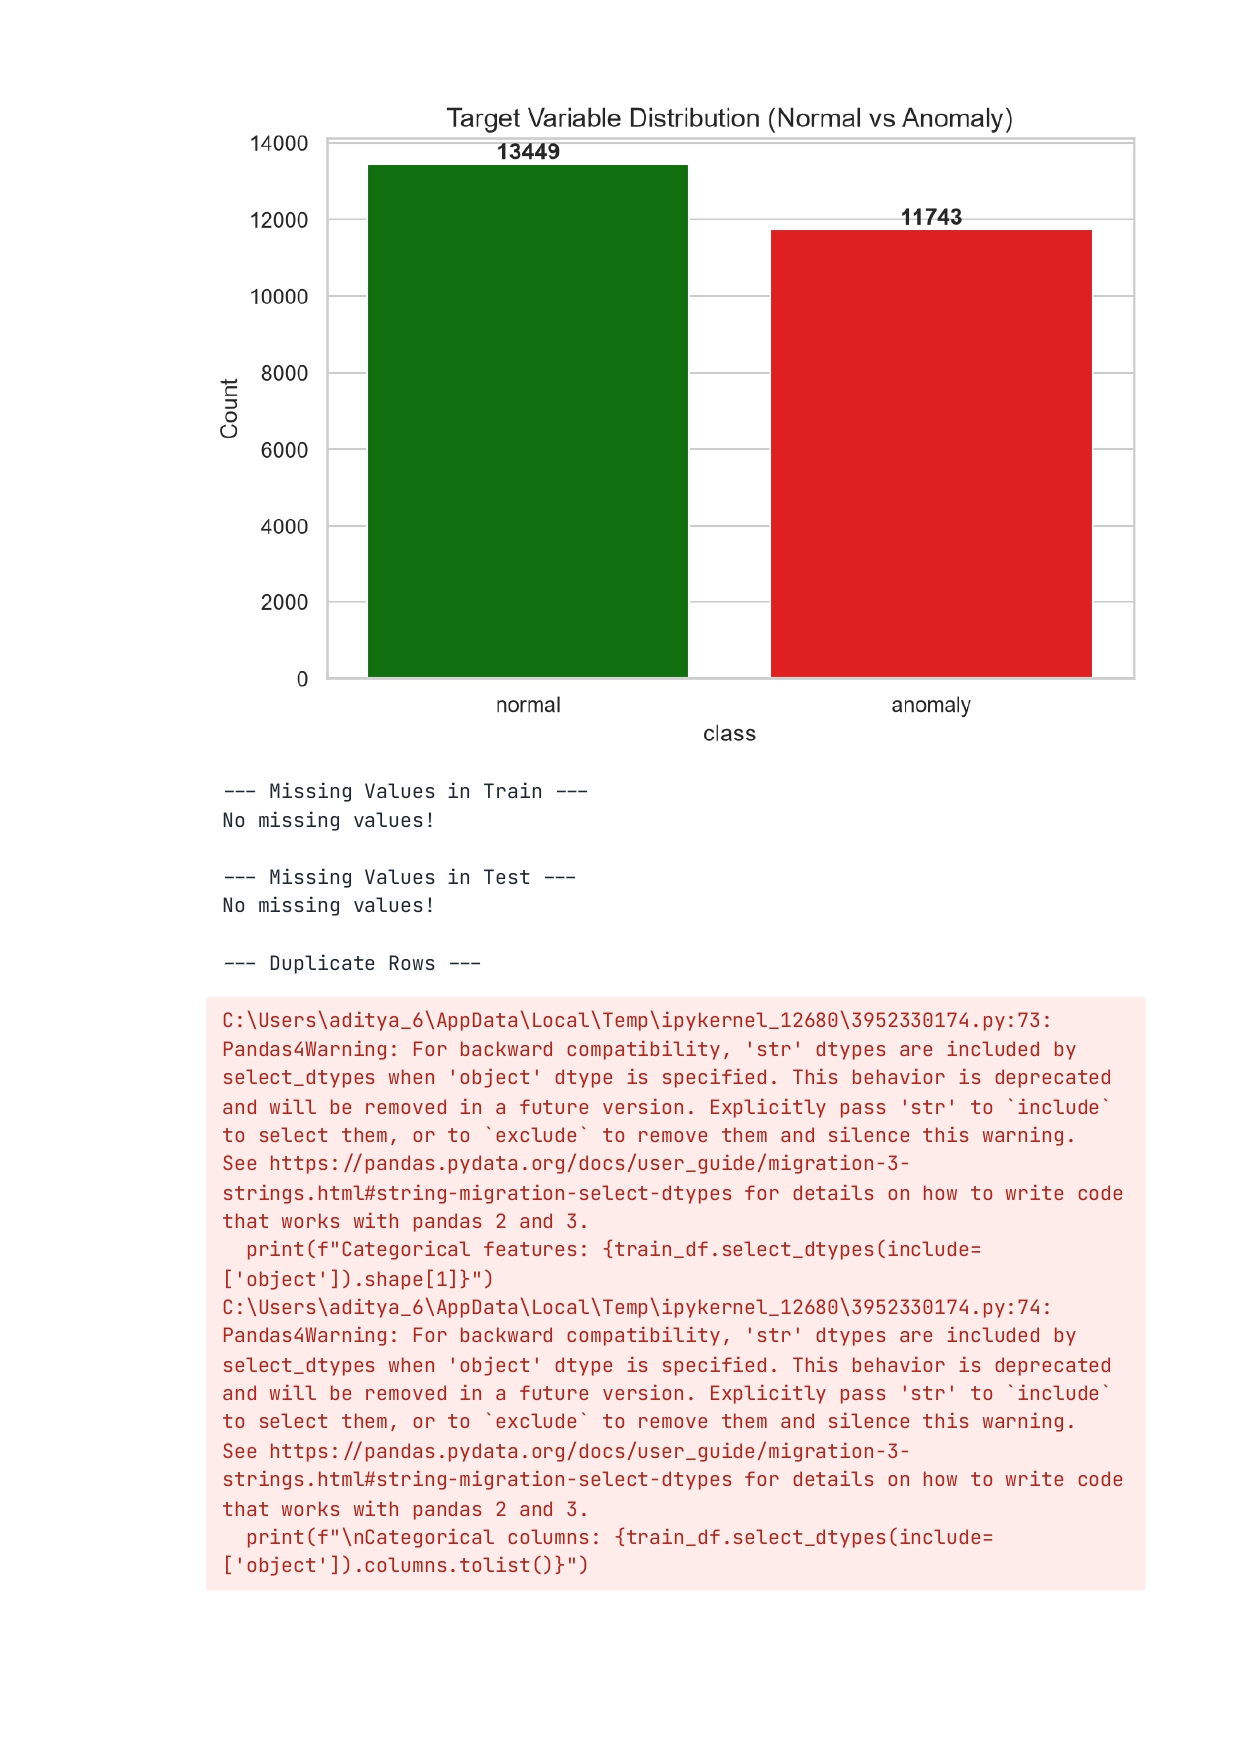 Target Variable Distribution (Normal vs Anomaly)
14000
13449
12000
11743
10000
8000
6000
4000
2000
0
Count
normal
anomaly
class
--- Missing Values in Train ---
No missing values!
--- Missing Values in Test ---
No missing values!
--- Duplicate Rows ---
C:\Users\aditya_6\AppData\Local\Temp\ipykernel_12680\3952330174.py:73:
Pandas4Warning: For backward compatibility, 'str' dtypes are included by
select_dtypes when 'object' dtype is specified. This behavior is deprecated
and will be removed in a future version. Explicitly pass 'str' to `include`
to select them, or to `exclude` to remove them and silence this warning.
See https://pandas.pydata.org/docs/user_guide/migration-3-
strings.html#string-migration-select-dtypes for details on how to write code
that works with pandas 2 and 3.
  print(f"Categorical features: {train_df.select_dtypes(include=
['object']).shape[1]}")
C:\Users\aditya_6\AppData\Local\Temp\ipykernel_12680\3952330174.py:74:
Pandas4Warning: For backward compatibility, 'str' dtypes are included by
select_dtypes when 'object' dtype is specified. This behavior is deprecated
and will be removed in a future version. Explicitly pass 'str' to `include`
to select them, or to `exclude` to remove them and silence this warning.
See https://pandas.pydata.org/docs/user_guide/migration-3-
strings.html#string-migration-select-dtypes for details on how to write code
that works with pandas 2 and 3.
  print(f"\nCategorical columns: {train_df.select_dtypes(include=
['object']).columns.tolist()}")